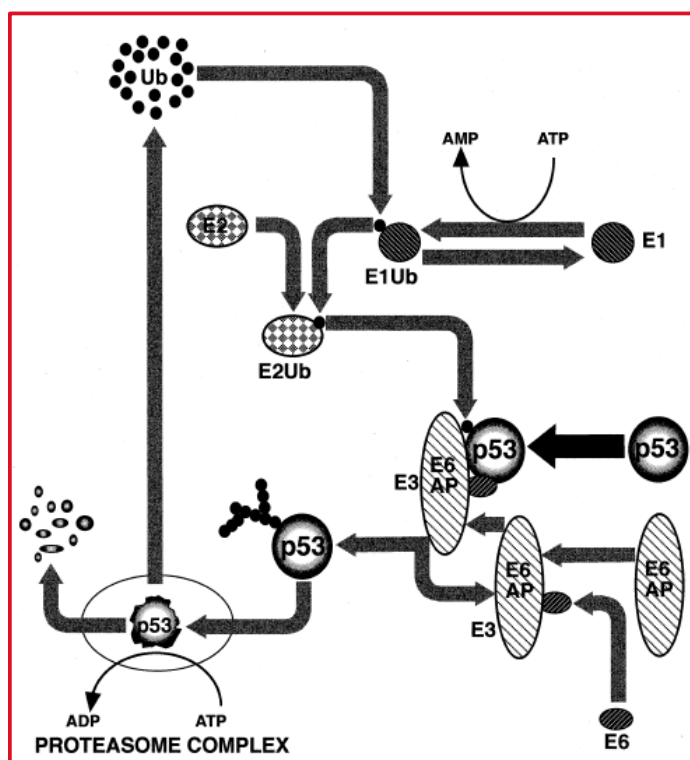 Ub
AMP
ATP
E2
E1
E1Ub
E2Ub
p53
p53
E6
AP
E3
p53
E6
AP
E6
AP
E3
p53
ADP
ATP
E6
PROTEASOME COMPLEX